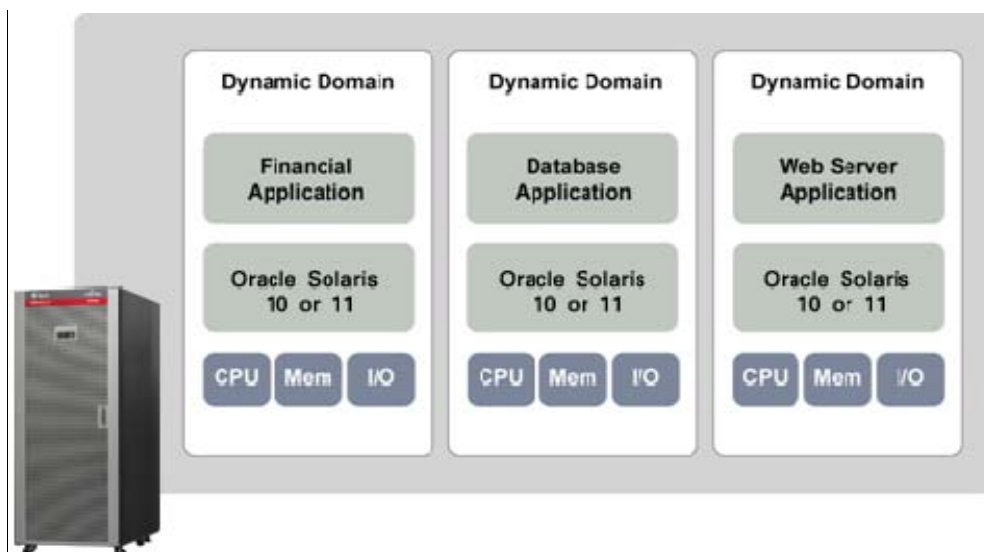 Dynamic Domain
Financial
Application
Oracle Solaris
10 or 11
CPU Mem I/O
Dynamic Domain
Database
Application
Oracle Solaris
10 or 11
CPU Mem I/O
Dynamic Domain
Web Server
Application
Oracle Solaris
10 or 11
CPU Mem I/O